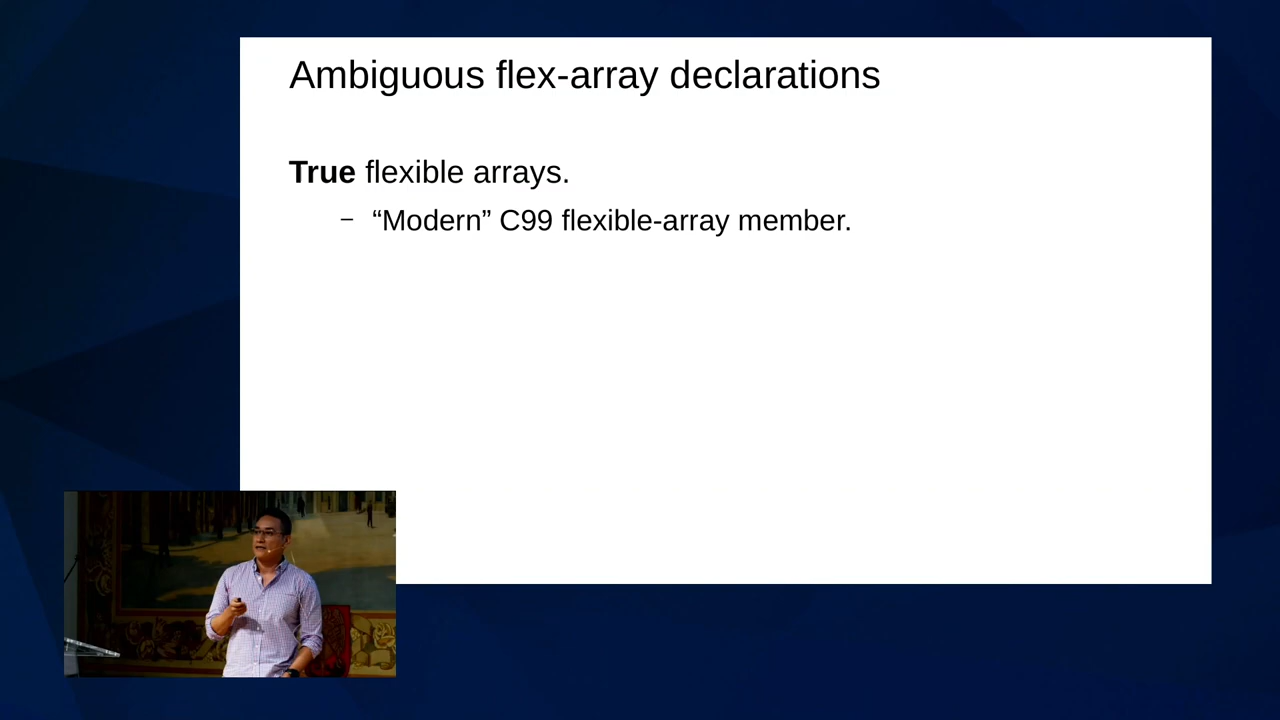 Ambiguous flex-array declarations
True flexible arrays.
– “Modern” C99 flexible-array member.